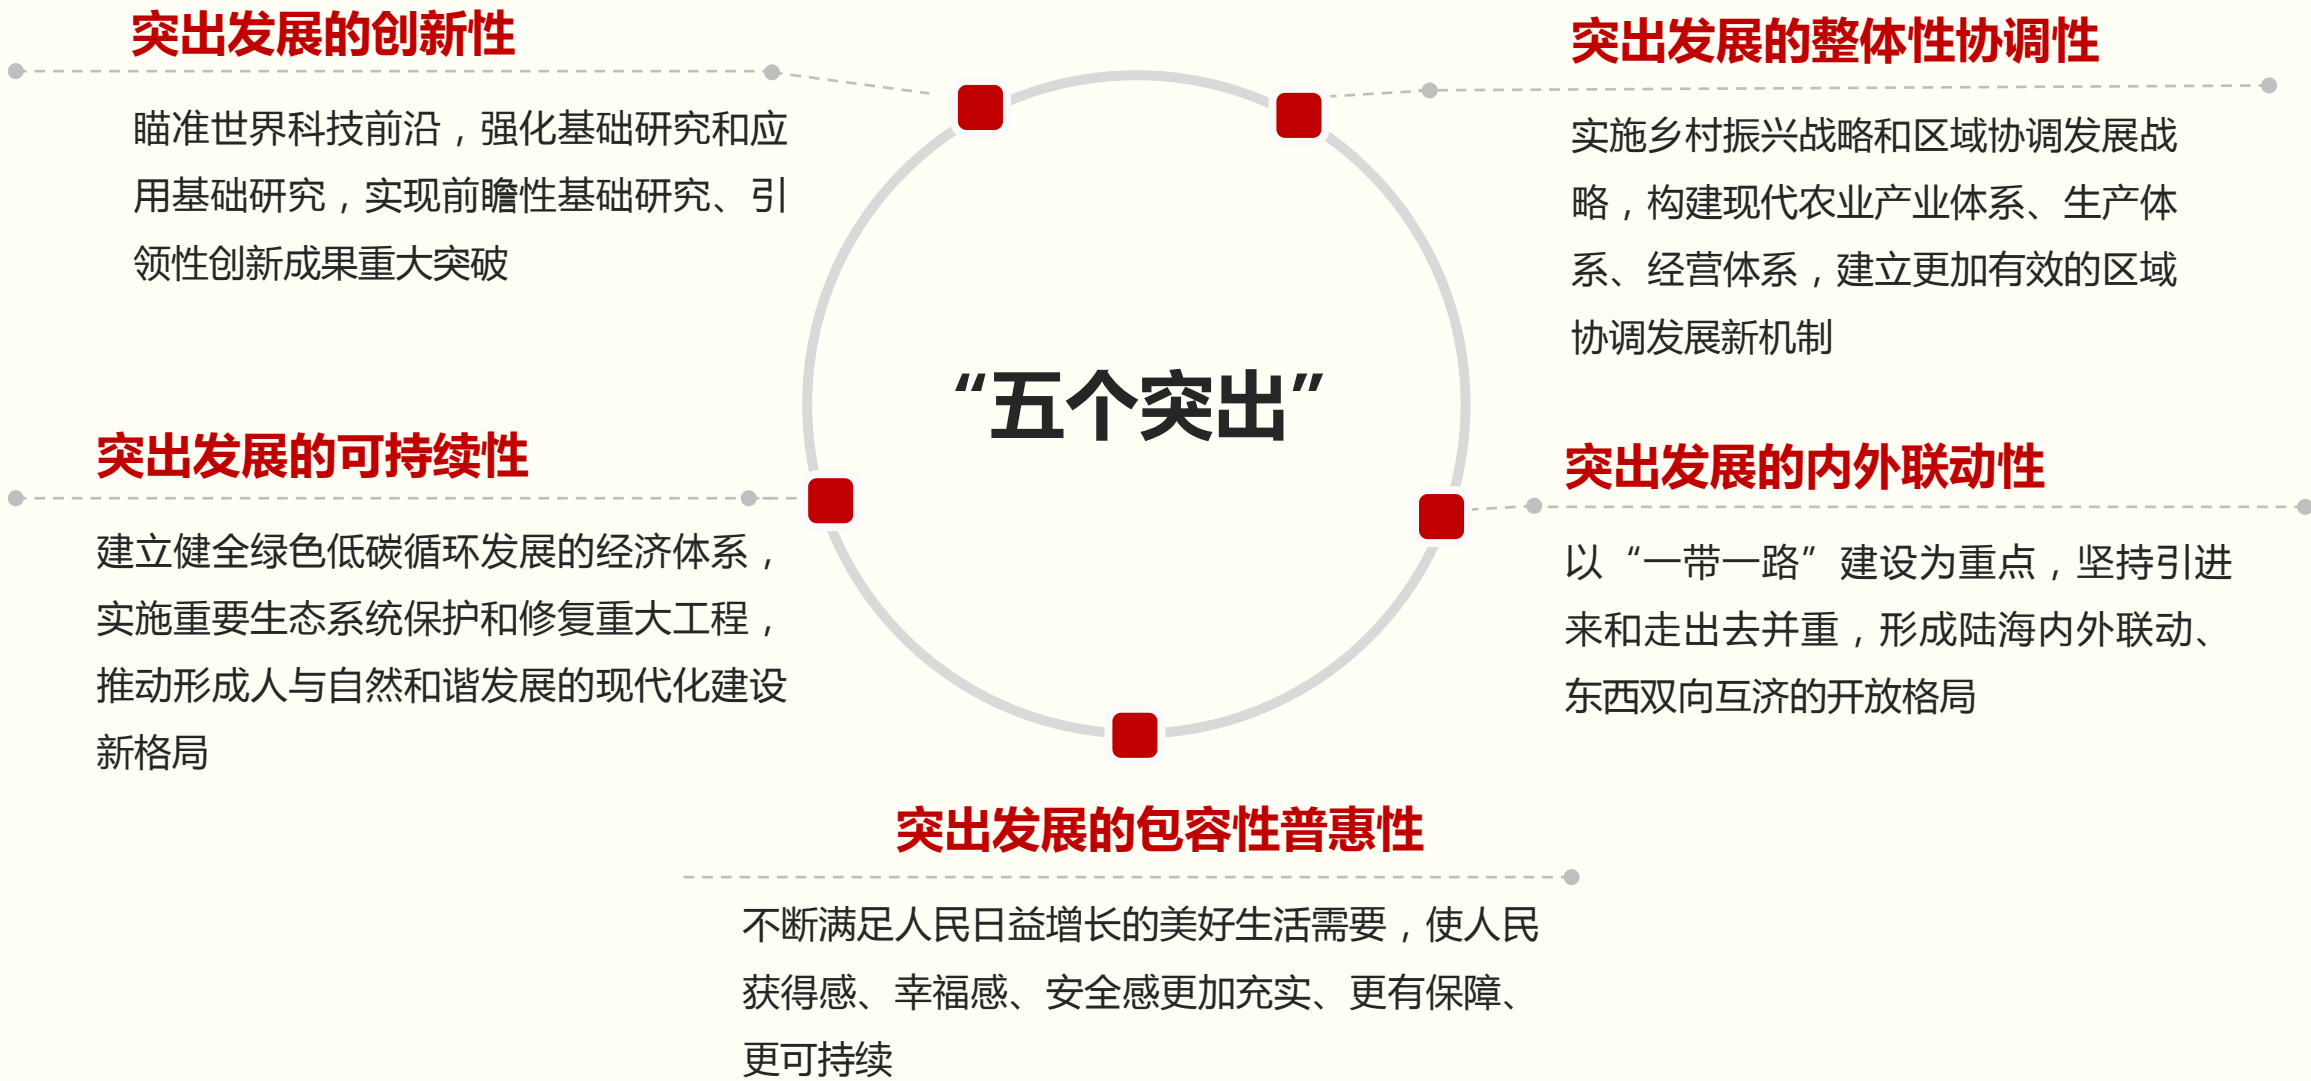 突出发展的创新性
瞄准世界科技前沿，强化基础研究和应
用基础研究，实现前瞻性基础研究、引
领性创新成果重大突破
突出发展的整体性协调性
实施乡村振兴战略和区域协调发展战
略，构建现代农业产业体系、生产体
系、经营体系，建立更加有效的区域
协调发展新机制
“五个突出”
突出发展的可持续性
建立健全绿色低碳循环发展的经济体系，
实施重要生态系统保护和修复重大工程，
推动形成人与自然和谐发展的现代化建设
新格局
突出发展的内外联动性
以“一带一路”建设为重点，坚持引进
来和走出去并重，形成陆海内外联动、
东西双向互济的开放格局
突出发展的包容性普惠性
不断满足人民日益增长的美好生活需要，使人民
获得感、幸福感、安全感更加充实、更有保障、
更可持续